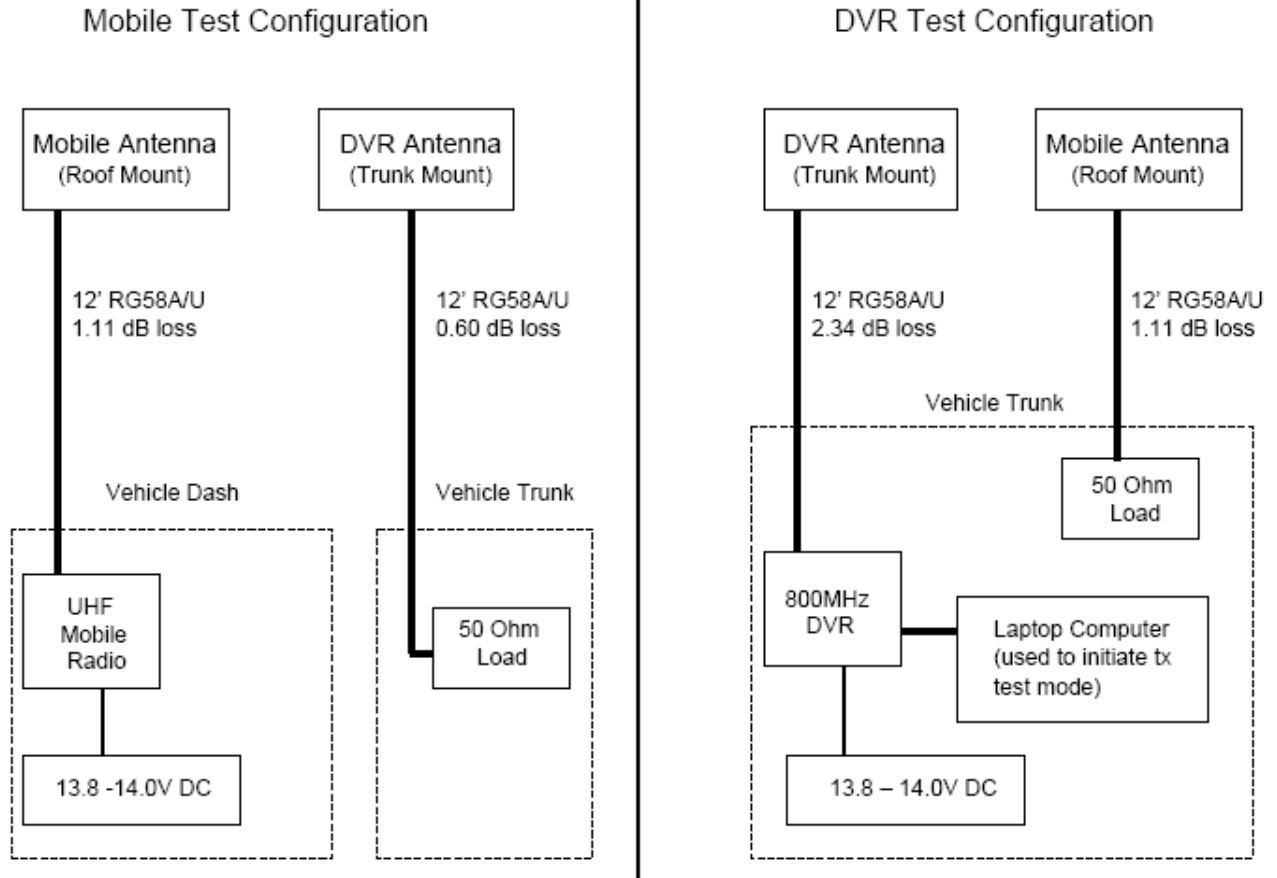 Mobile Test Configuration
Mobile Antenna
(Roof Mount)
DVR Antenna
(Trunk Mount)
12' RG58A/U
1.11 dB loss
12' RG58A/U
0.60 dB loss
Vehicle Dash
Vehicle Trunk
UHF
Mobile
Radio
50 Ohm
Load
13.8 -14.0V DC
DVR Test Configuration
DVR Antenna
(Trunk Mount)
Mobile Antenna
(Roof Mount)
12' RG58A/U
2.34 dB loss
12' RG58A/U
1.11 dB loss
Vehicle Trunk
50 Ohm
Load
800MHz
DVR
Laptop Computer
(used to initiate tx
test mode)
13.8 – 14.0V DC